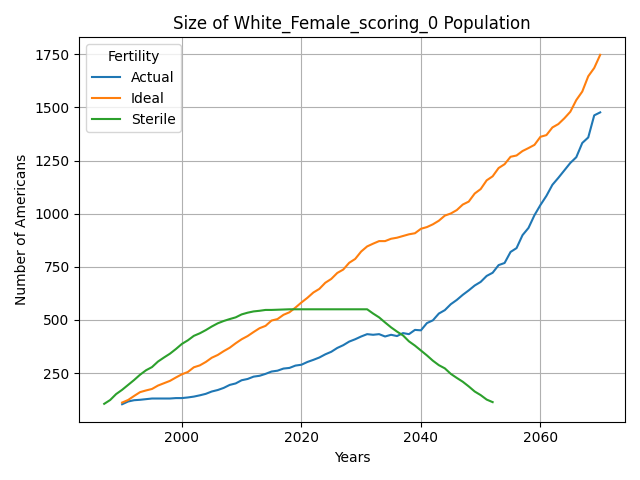 Size of White_Female_scoring_0 Population
Fertility
Actual
Ideal
Sterile
1750
1500
1250
1000
750
500
250
Number of Americans
2000
2020
2040
2060
Years